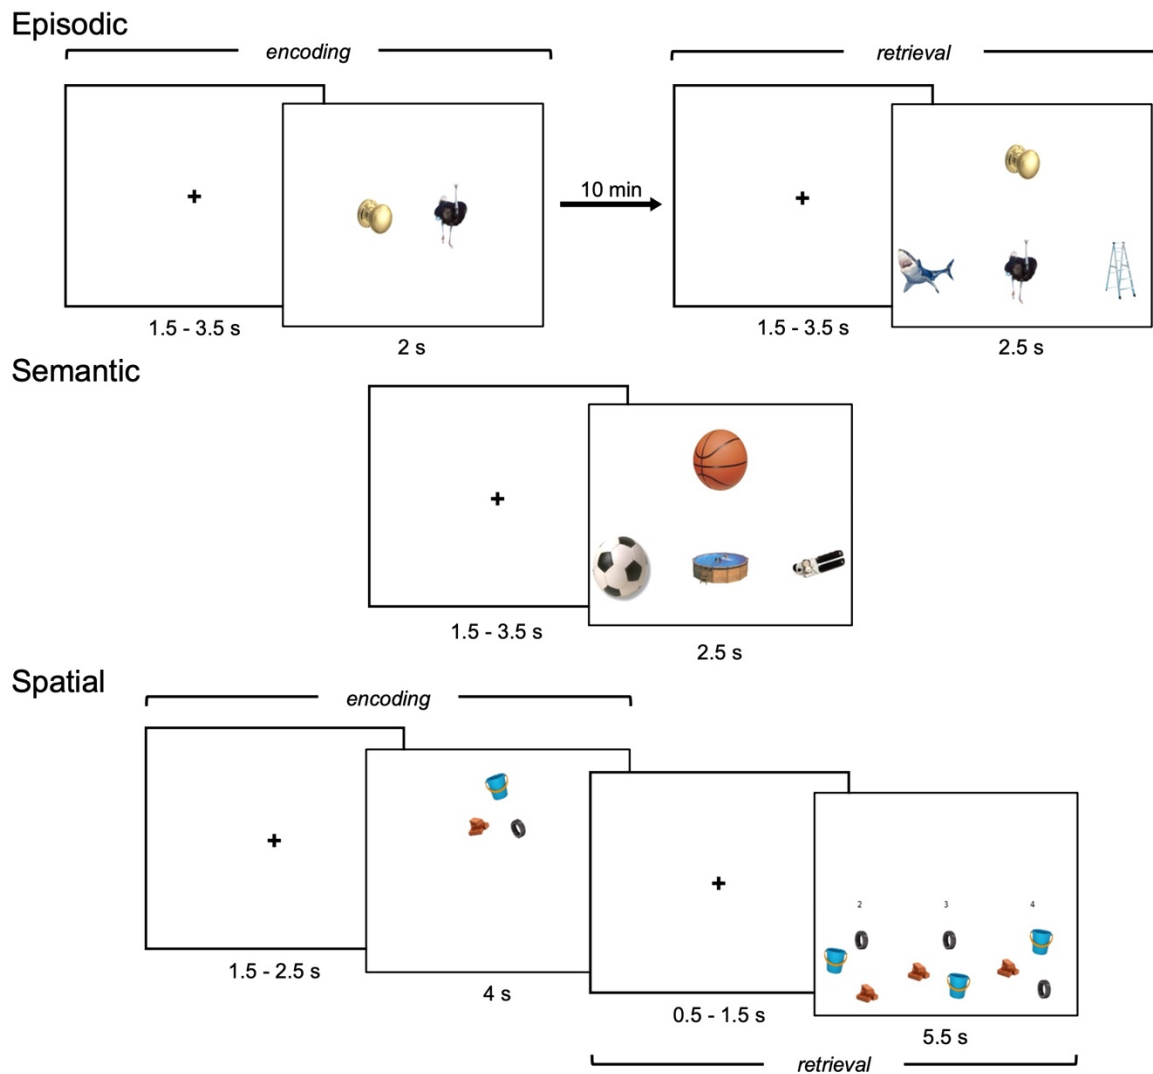 Episodic
encoding
retrieval
+
+
10 min
1.5 - 3.5 s
2 s
1.5 - 3.5 s
2.5 s
Semantic
+
1.5 - 3.5 s
2.5 s
Spatial
encoding
+
+
2 3 4
1.5 - 2.5 s
4 s
0.5 - 1.5 s
5.5 s
retrieval